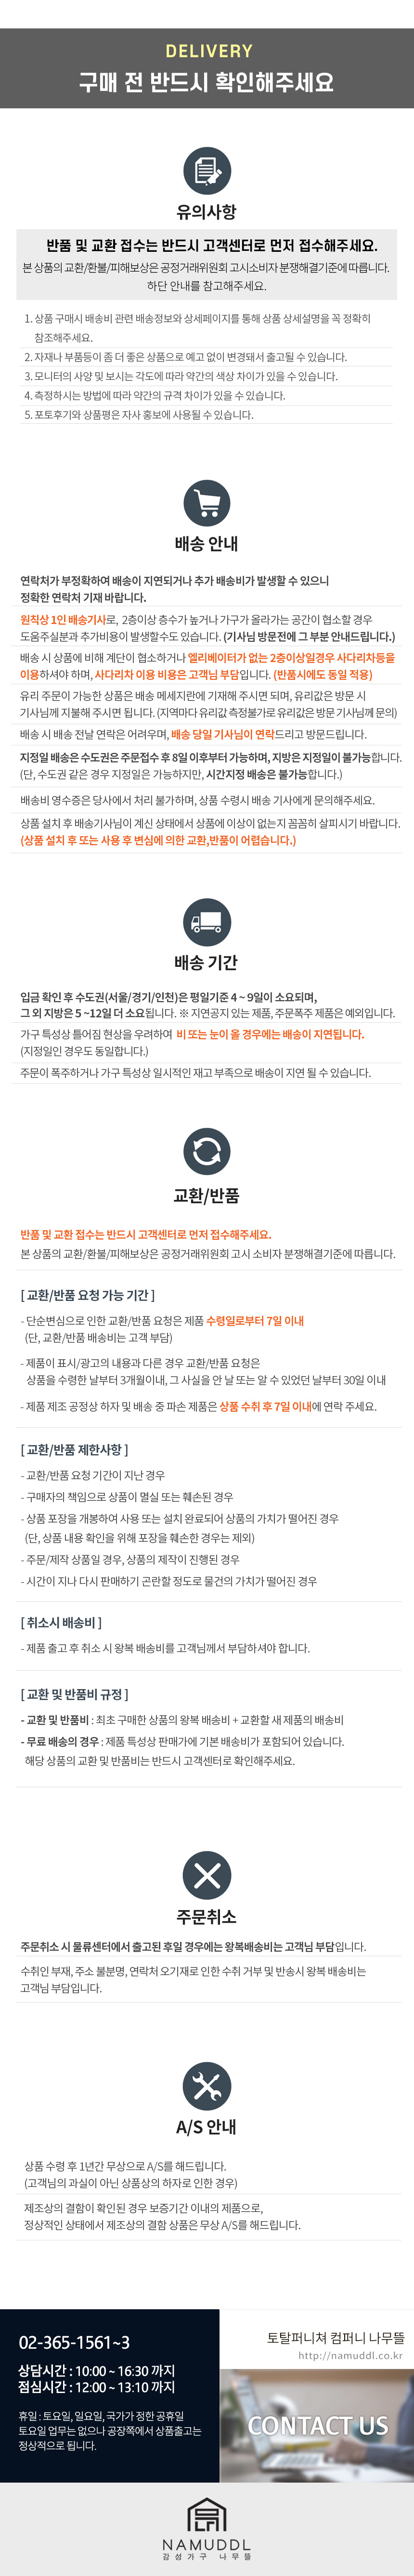 DELIVERY
구매 전 반드시 확인해주세요
유의사항
반품 및 교환 접수는 반드시 고객센터로 먼저 접수해주세요.
본 상품의 교환/환불/피해보상은 공정거래위원회 고시소비자 분쟁해결기준에 따릅니다.
하단 안내를 참고해주세요.
1. 상품 구매시 배송비 관련 배송정보와 상세페이지를 통해 상품 상세설명을 꼭 정확히
참조해주세요.
2. 자재나 부품등이 좀 더 좋은 상품으로 예고 없이 변경돼서 출고될 수 있습니다.
3. 모니터의 사양 및 보시는 각도에 따라 약간의 색상 차이가 있을 수 있습니다.
4. 측정하시는 방법에 따라 약간의 규격 차이가 있을 수 있습니다.
5. 포토후기와 상품평은 자사 홍보에 사용될 수 있습니다.
배송 안내
연락처가 부정확하여 배송이 지연되거나 추가 배송비가 발생할 수 있으니
정확한 연락처 기재 바랍니다.
원칙상 1인 배송기사로, 2층이상 층수가 높거나 가구가 올라가는 공간이 협소할 경우
도움주실분과 추가비용이 발생할수도 있습니다. (기사님 방문전에 그 부분 안내드립니다.)
배송 시 상품에 비해 계단이 협소하거나 엘리베이터가 없는 2층이상일경우 사다리차등을
이용하셔야 하며, 사다리차 이용 비용은 고객님 부담입니다. (반품시에도 동일 적용)
유리 주문이 가능한 상품은 배송 메세지란에 기재해 주시면 되며, 유리값은 방문 시
기사님께 지불해 주시면 됩니다. (지역마다 유리값 측정불가로 유리값은 방문 기사님께 문의)
배송 시 배송 전날 연락은 어려우며, 배송 당일 기사님이 연락드리고 방문드립니다.
지정일 배송은 수도권은 주문접수 후 8일 이후부터 가능하며, 지방은 지정일이 불가능합니다.
(단, 수도권 같은 경우 지정일은 가능하지만, 시간지정 배송은 불가능합니다.)
배송비 영수증은 당사에서 처리 불가하며, 상품 수령시 배송 기사에게 문의해주세요.
상품 설치 후 배송기사님이 계신 상태에서 상품에 이상이 없는지 꼼꼼히 살피시기 바랍니다.
(상품 설치 후 또는 사용 후 변심에 의한 교환,반품이 어렵습니다.)
배송 기간
입금 확인 후 수도권(서울/경기/인천)은 평일기준 4 ~ 9일이 소요되며,
그 외 지방은 5 ~12일 더 소요됩니다. ※ 지연공지 있는 제품, 주문폭주 제품은 예외입니다.
가구 특성상 틀어짐 현상을 우려하여 비 또는 눈이 올 경우에는 배송이 지연됩니다.
(지정일인 경우도 동일합니다.)
주문이 폭주하거나 가구 특성상 일시적인 재고 부족으로 배송이 지연 될 수 있습니다.
교환/반품
반품 및 교환 접수는 반드시 고객센터로 먼저 접수해주세요.
본 상품의 교환/환불/피해보상은 공정거래위원회 고시 소비자 분쟁해결기준에 따릅니다.
[ 교환/반품 요청 가능 기간 ]
- 단순변심으로 인한 교환/반품 요청은 제품 수령일로부터 7일 이내
(단, 교환/반품 배송비는 고객 부담)
- 제품이 표시/광고의 내용과 다른 경우 교환/반품 요청은
상품을 수령한 날부터 3개월이내, 그 사실을 안 날 또는 알 수 있었던 날부터 30일 이내
- 제품 제조 공정상 하자 및 배송 중 파손 제품은 상품 수취 후 7일 이내에 연락 주세요.
[ 교환/반품 제한사항 ]
- 교환/반품 요청 기간이 지난 경우
- 구매자의 책임으로 상품이 멸실 또는 훼손된 경우
- 상품 포장을 개봉하여 사용 또는 설치 완료되어 상품의 가치가 떨어진 경우
(단, 상품 내용 확인을 위해 포장을 훼손한 경우는 제외)
- 주문/제작 상품일 경우, 상품의 제작이 진행된 경우
- 시간이 지나 다시 판매하기 곤란할 정도로 물건의 가치가 떨어진 경우
[ 취소시 배송비 ]
- 제품 출고 후 취소 시 왕복 배송비를 고객님께서 부담하셔야 합니다.
[ 교환 및 반품비 규정 ]
- 교환 및 반품비 : 최초 구매한 상품의 왕복 배송비 + 교환할 새 제품의 배송비
- 무료 배송의 경우 : 제품 특성상 판매가에 기본 배송비가 포함되어 있습니다.
해당 상품의 교환 및 반품비는 반드시 고객센터로 확인해주세요.
주문취소
주문취소 시 물류센터에서 출고된 후일 경우에는 왕복배송비는 고객님 부담입니다.
수취인 부재, 주소 불분명, 연락처 오기재로 인한 수취 거부 및 반송시 왕복 배송비는
고객님 부담입니다.
A/S 안내
상품 수령 후 1년간 무상으로 A/S를 해드립니다.
(고객님의 과실이 아닌 상품상의 하자로 인한 경우)
제조상의 결함이 확인된 경우 보증기간 이내의 제품으로,
정상적인 상태에서 제조상의 결함 상품은 무상 A/S를 해드립니다.
02-365-1561~3
상담시간 : 10:00 ~ 16:30 까지
점심시간 : 12:00 ~ 13:10 까지
휴일 : 토요일, 일요일, 국가가 정한 공휴일
토요일 업무는 없으나 공장쪽에서 상품출고는
정상적으로 됩니다.
토탈퍼니쳐 컴퍼니 나무뜰
http://namuddl.co.kr
CONTACT US
NAMUDDL
감성가구 나무뜰